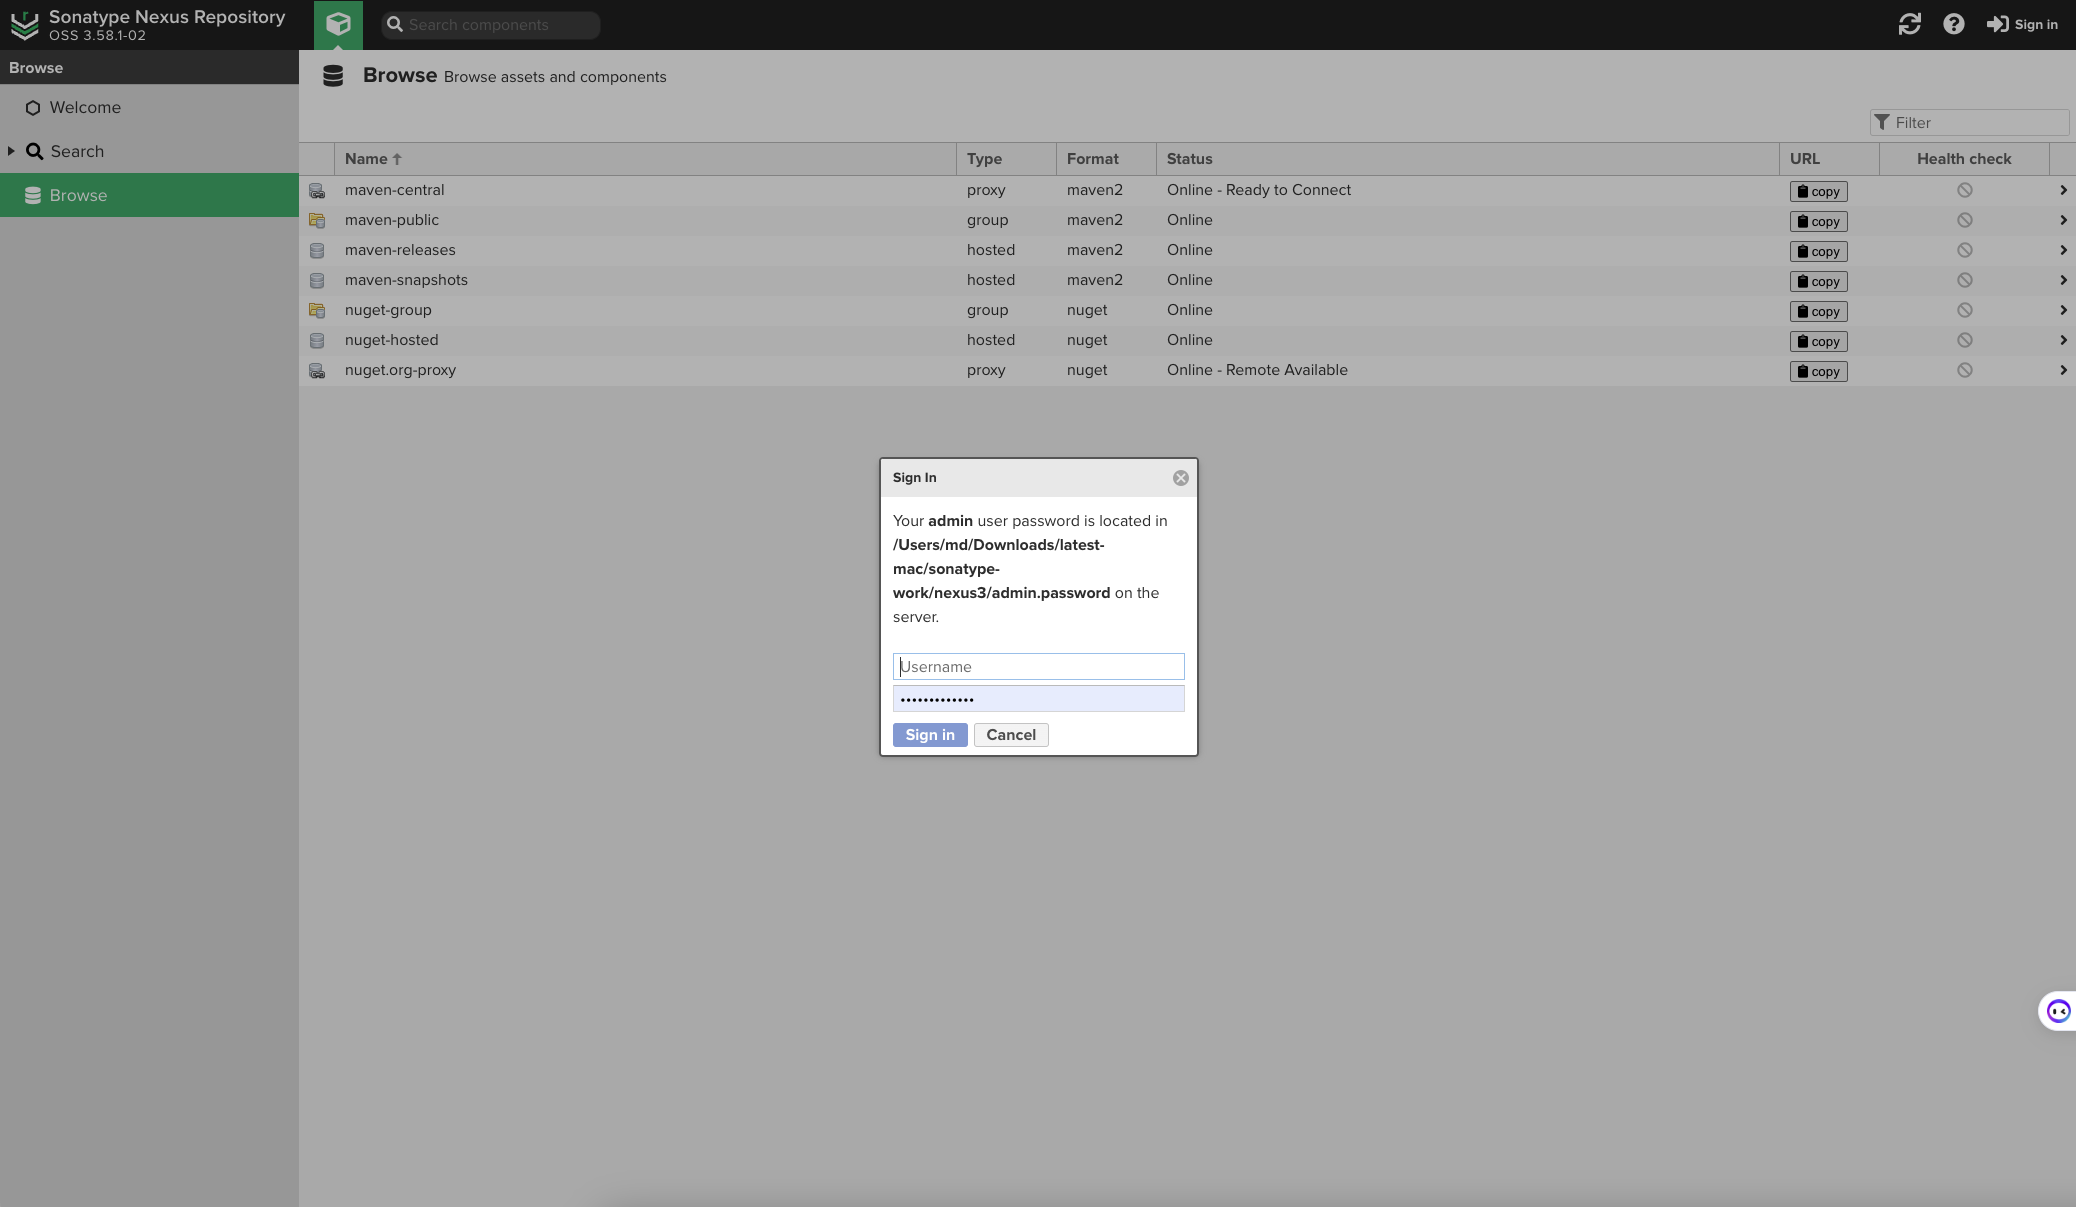 Sonatype Nexus Repository
OSS 3.58.1-02
Search components
Sign in
Browse
Welcome
Search
Browse
Browse Browse assets and components
Filter
Name Type Format Status URL Health check
maven-central proxy maven2 Online - Ready to Connect copy
maven-public group maven2 Online copy
maven-releases hosted maven2 Online copy
maven-snapshots hosted maven2 Online copy
nuget-group group nuget Online copy
nuget-hosted hosted nuget Online copy
nuget.org-proxy proxy nuget Online - Remote Available copy
Sign In
Your admin user password is located in
/Users/md/Downloads/latest-
mac/sonatype-
work/nexus3/admin.password on the
server.
Username
•••••••••••••
Sign in Cancel